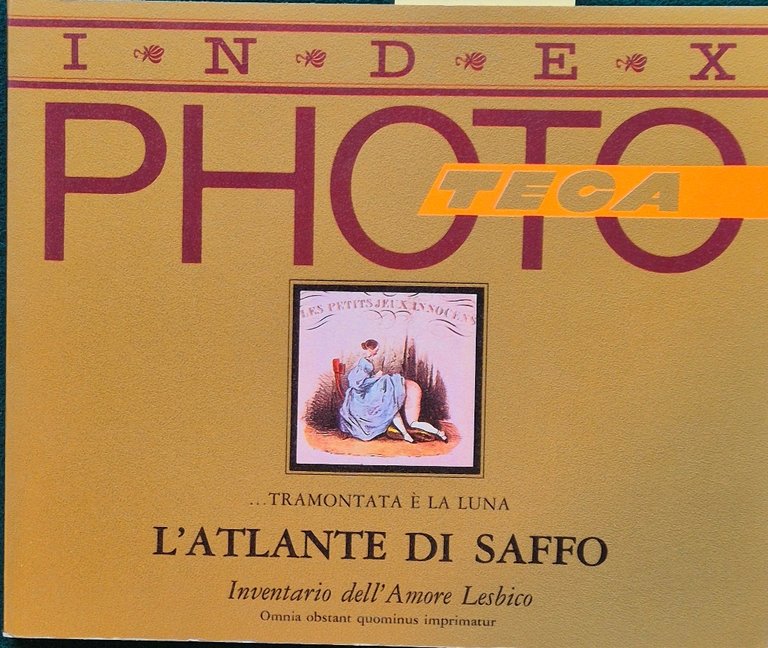 INDEX
PHOTO
TECA
LES PETITS JEUX INNOCENS
...TRAMONTATA È LA LUNA
L'ATLANTE DI SAFFO
Inventario dell'Amore Lesbico
Omnia obstant quominus imprimatur